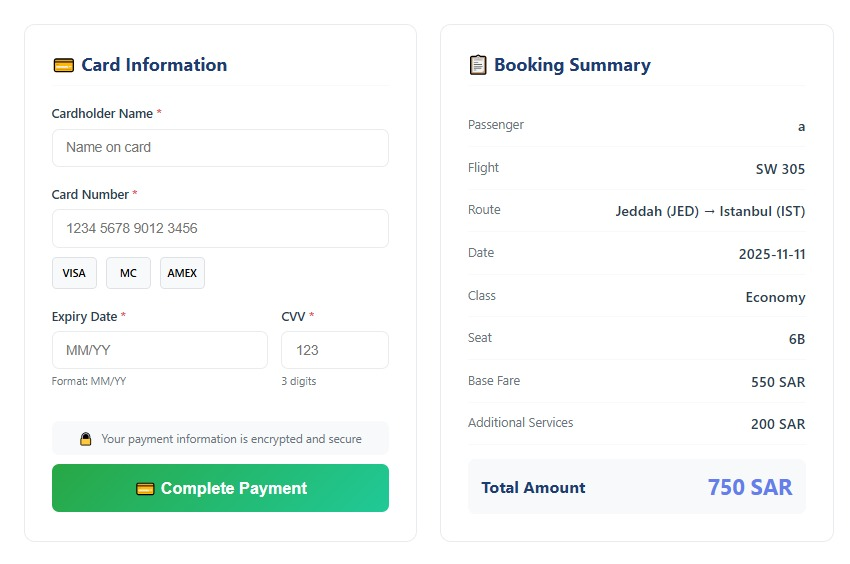 Card Information
Cardholder Name *
Name on card
Card Number *
1234 5678 9012 3456
VISA MC AMEX
Expiry Date * CVV *
MM/YY 123
Format: MM/YY 3 digits
Your payment information is encrypted and secure
Complete Payment
Booking Summary
Passenger a
Flight SW 305
Route Jeddah (JED) → Istanbul (IST)
Date 2025-11-11
Class Economy
Seat 6B
Base Fare 550 SAR
Additional Services 200 SAR
Total Amount 750 SAR